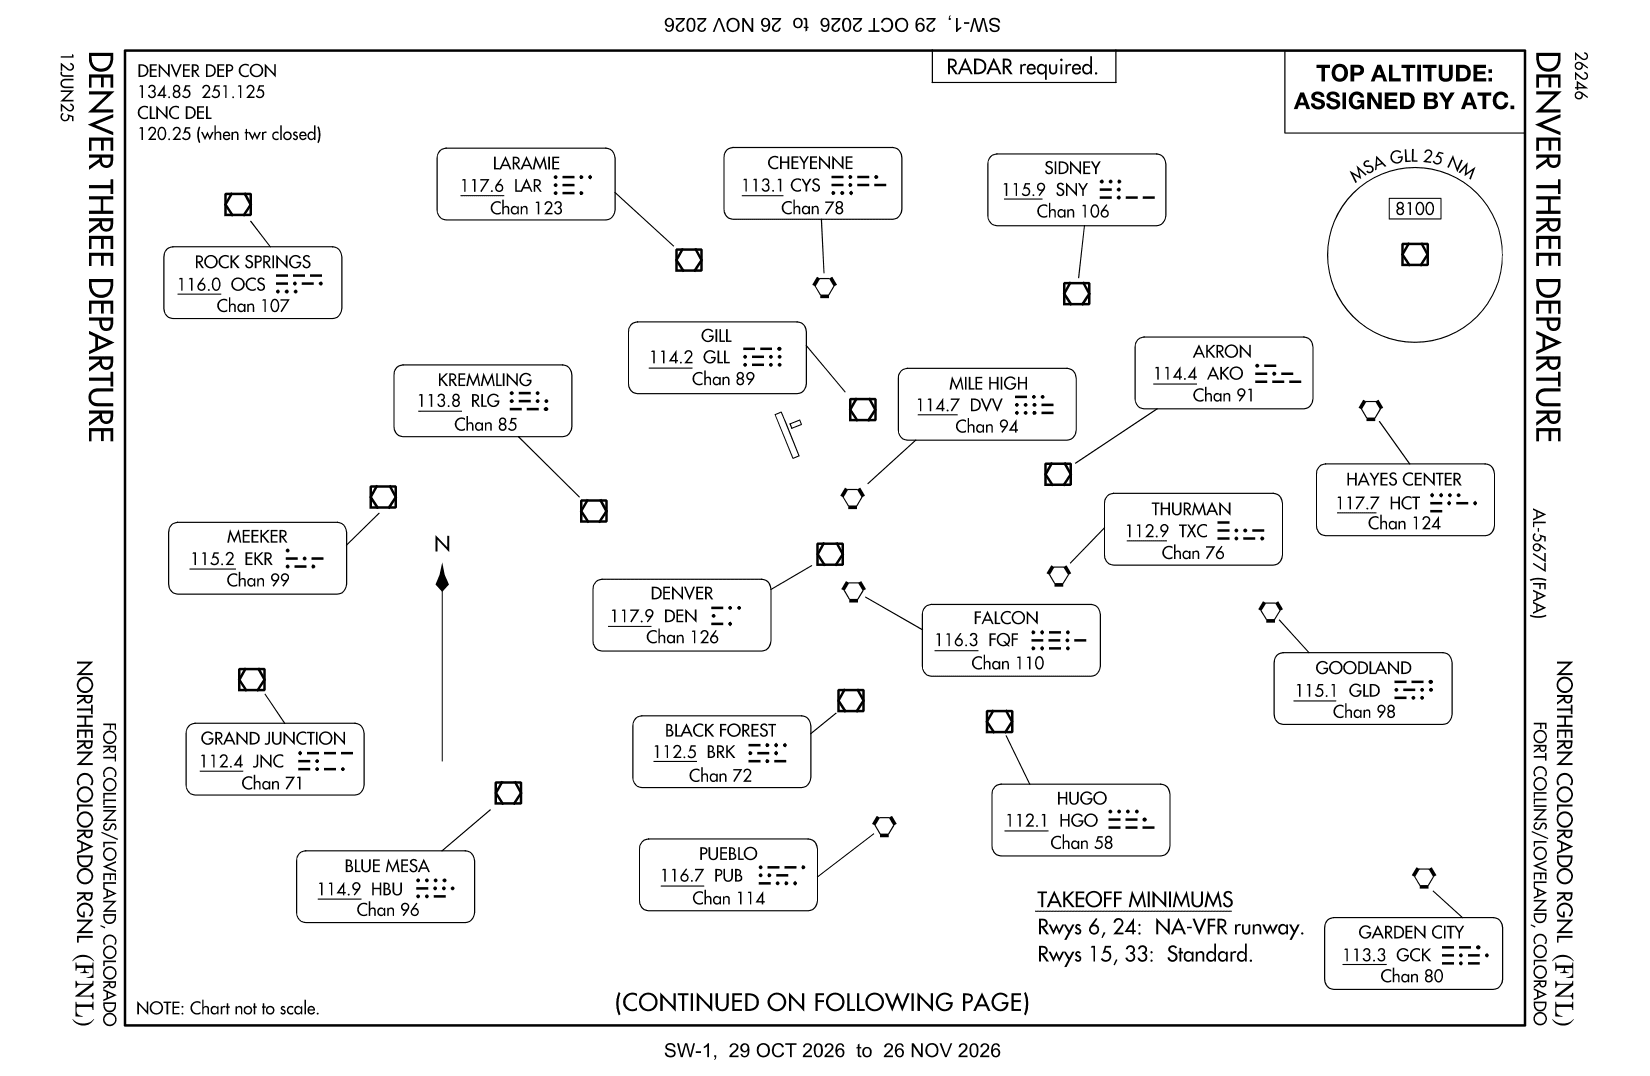 SW-1, 29 OCT 2026 to 26 NOV 2026
DENVER THREE DEPARTURE
12JUN25
DENVER THREE DEPARTURE
26246
DENVER DEP CON
134.85 251.125
CLNC DEL
120.25 (when twr closed)
RADAR required.
TOP ALTITUDE:
ASSIGNED BY ATC.
MSA GLL 25 NM
8100
LARAMIE
117.6 LAR
Chan 123
CHEYENNE
113.1 CYS
Chan 78
SIDNEY
115.9 SNY
Chan 106
ROCK SPRINGS
116.0 OCS
Chan 107
GILL
114.2 GLL
Chan 89
AKRON
114.4 AKO
Chan 91
KREMMLING
113.8 RLG
Chan 85
MILE HIGH
114.7 DVV
Chan 94
HAYES CENTER
117.7 HCT
Chan 124
THURMAN
112.9 TXC
Chan 76
MEEKER
115.2 EKR
Chan 99
N
DENVER
117.9 DEN
Chan 126
FALCON
116.3 FQF
Chan 110
GOODLAND
115.1 GLD
Chan 98
GRAND JUNCTION
112.4 JNC
Chan 71
BLACK FOREST
112.5 BRK
Chan 72
HUGO
112.1 HGO
Chan 58
BLUE MESA
114.9 HBU
Chan 96
PUEBLO
116.7 PUB
Chan 114
TAKEOFF MINIMUMS
Rwys 6, 24: NA-VFR runway.
Rwys 15, 33: Standard.
GARDEN CITY
113.3 GCK
Chan 80
NOTE: Chart not to scale.
(CONTINUED ON FOLLOWING PAGE)
FORT COLLINS/LOVELAND, COLORADO
NORTHERN COLORADO RGNL (FNL)
AL-5677 (FAA)
NORTHERN COLORADO RGNL (FNL)
FORT COLLINS/LOVELAND, COLORADO
SW-1, 29 OCT 2026 to 26 NOV 2026